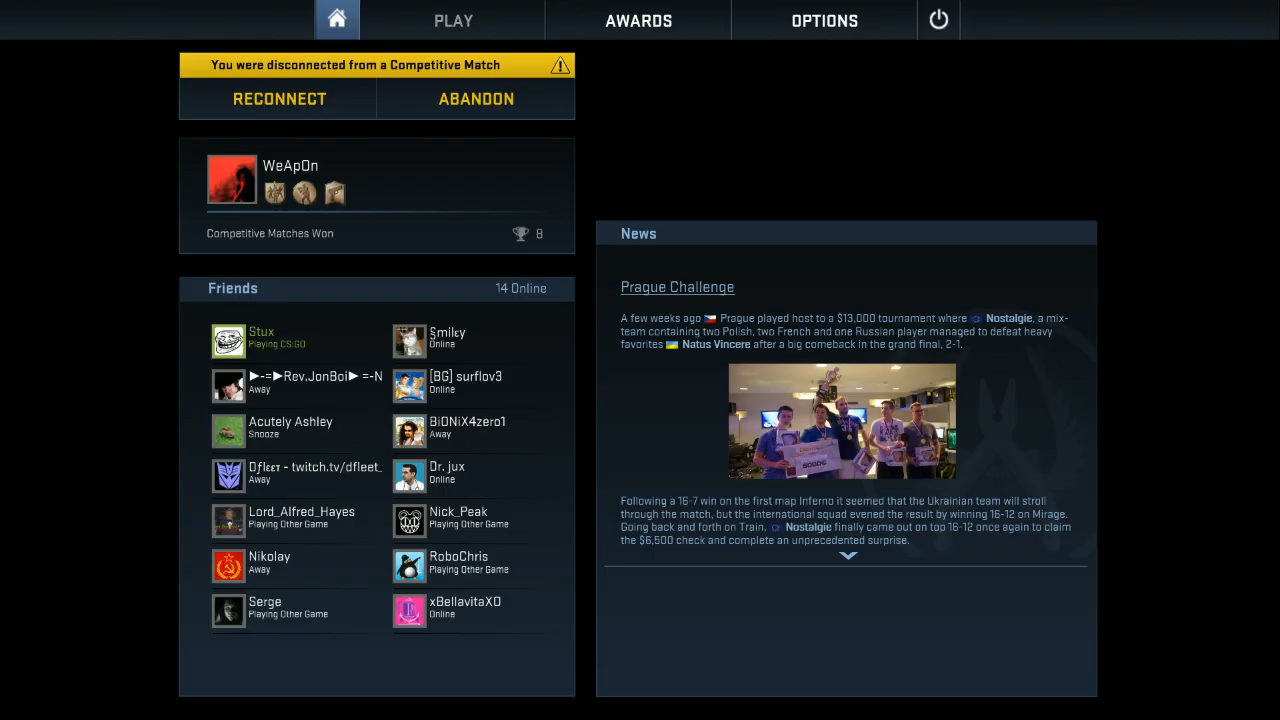 PLAY
AWARDS
OPTIONS
You were disconnected from a Competitive Match
RECONNECT
ABANDON
WeApOn
Competitive Matches Won
8
Friends
14 Online
Stux
Playing CS:GO
Şmilεy
Online
►-=►Rev.JonBoi► =-N
Away
[BG] surflov3
Online
Acutely Ashley
Snooze
BiONiX4zero1
Away
Dƒlεετ - twitch.tv/dfleet_
Away
Dr. jux
Online
Lord_Alfred_Hayes
Playing Other Game
Nick_Peak
Playing Other Game
Nikolay
Away
RoboChris
Playing Other Game
Serge
Playing Other Game
xBellavitaXO
Online
News
Prague Challenge
A few weeks ago Prague played host to a $13,000 tournament where Nostalgie, a mix-
team containing two Polish, two French and one Russian player managed to defeat heavy
favorites Natus Vincere after a big comeback in the grand final, 2-1.
Following a 16-7 win on the first map Inferno it seemed that the Ukrainian team will stroll
through the match, but the international squad evened the result by winning 16-12 on Mirage.
Going back and forth on Train, Nostalgie finally came out on top 16-12 once again to claim
the $6,500 check and complete an unprecedented surprise.